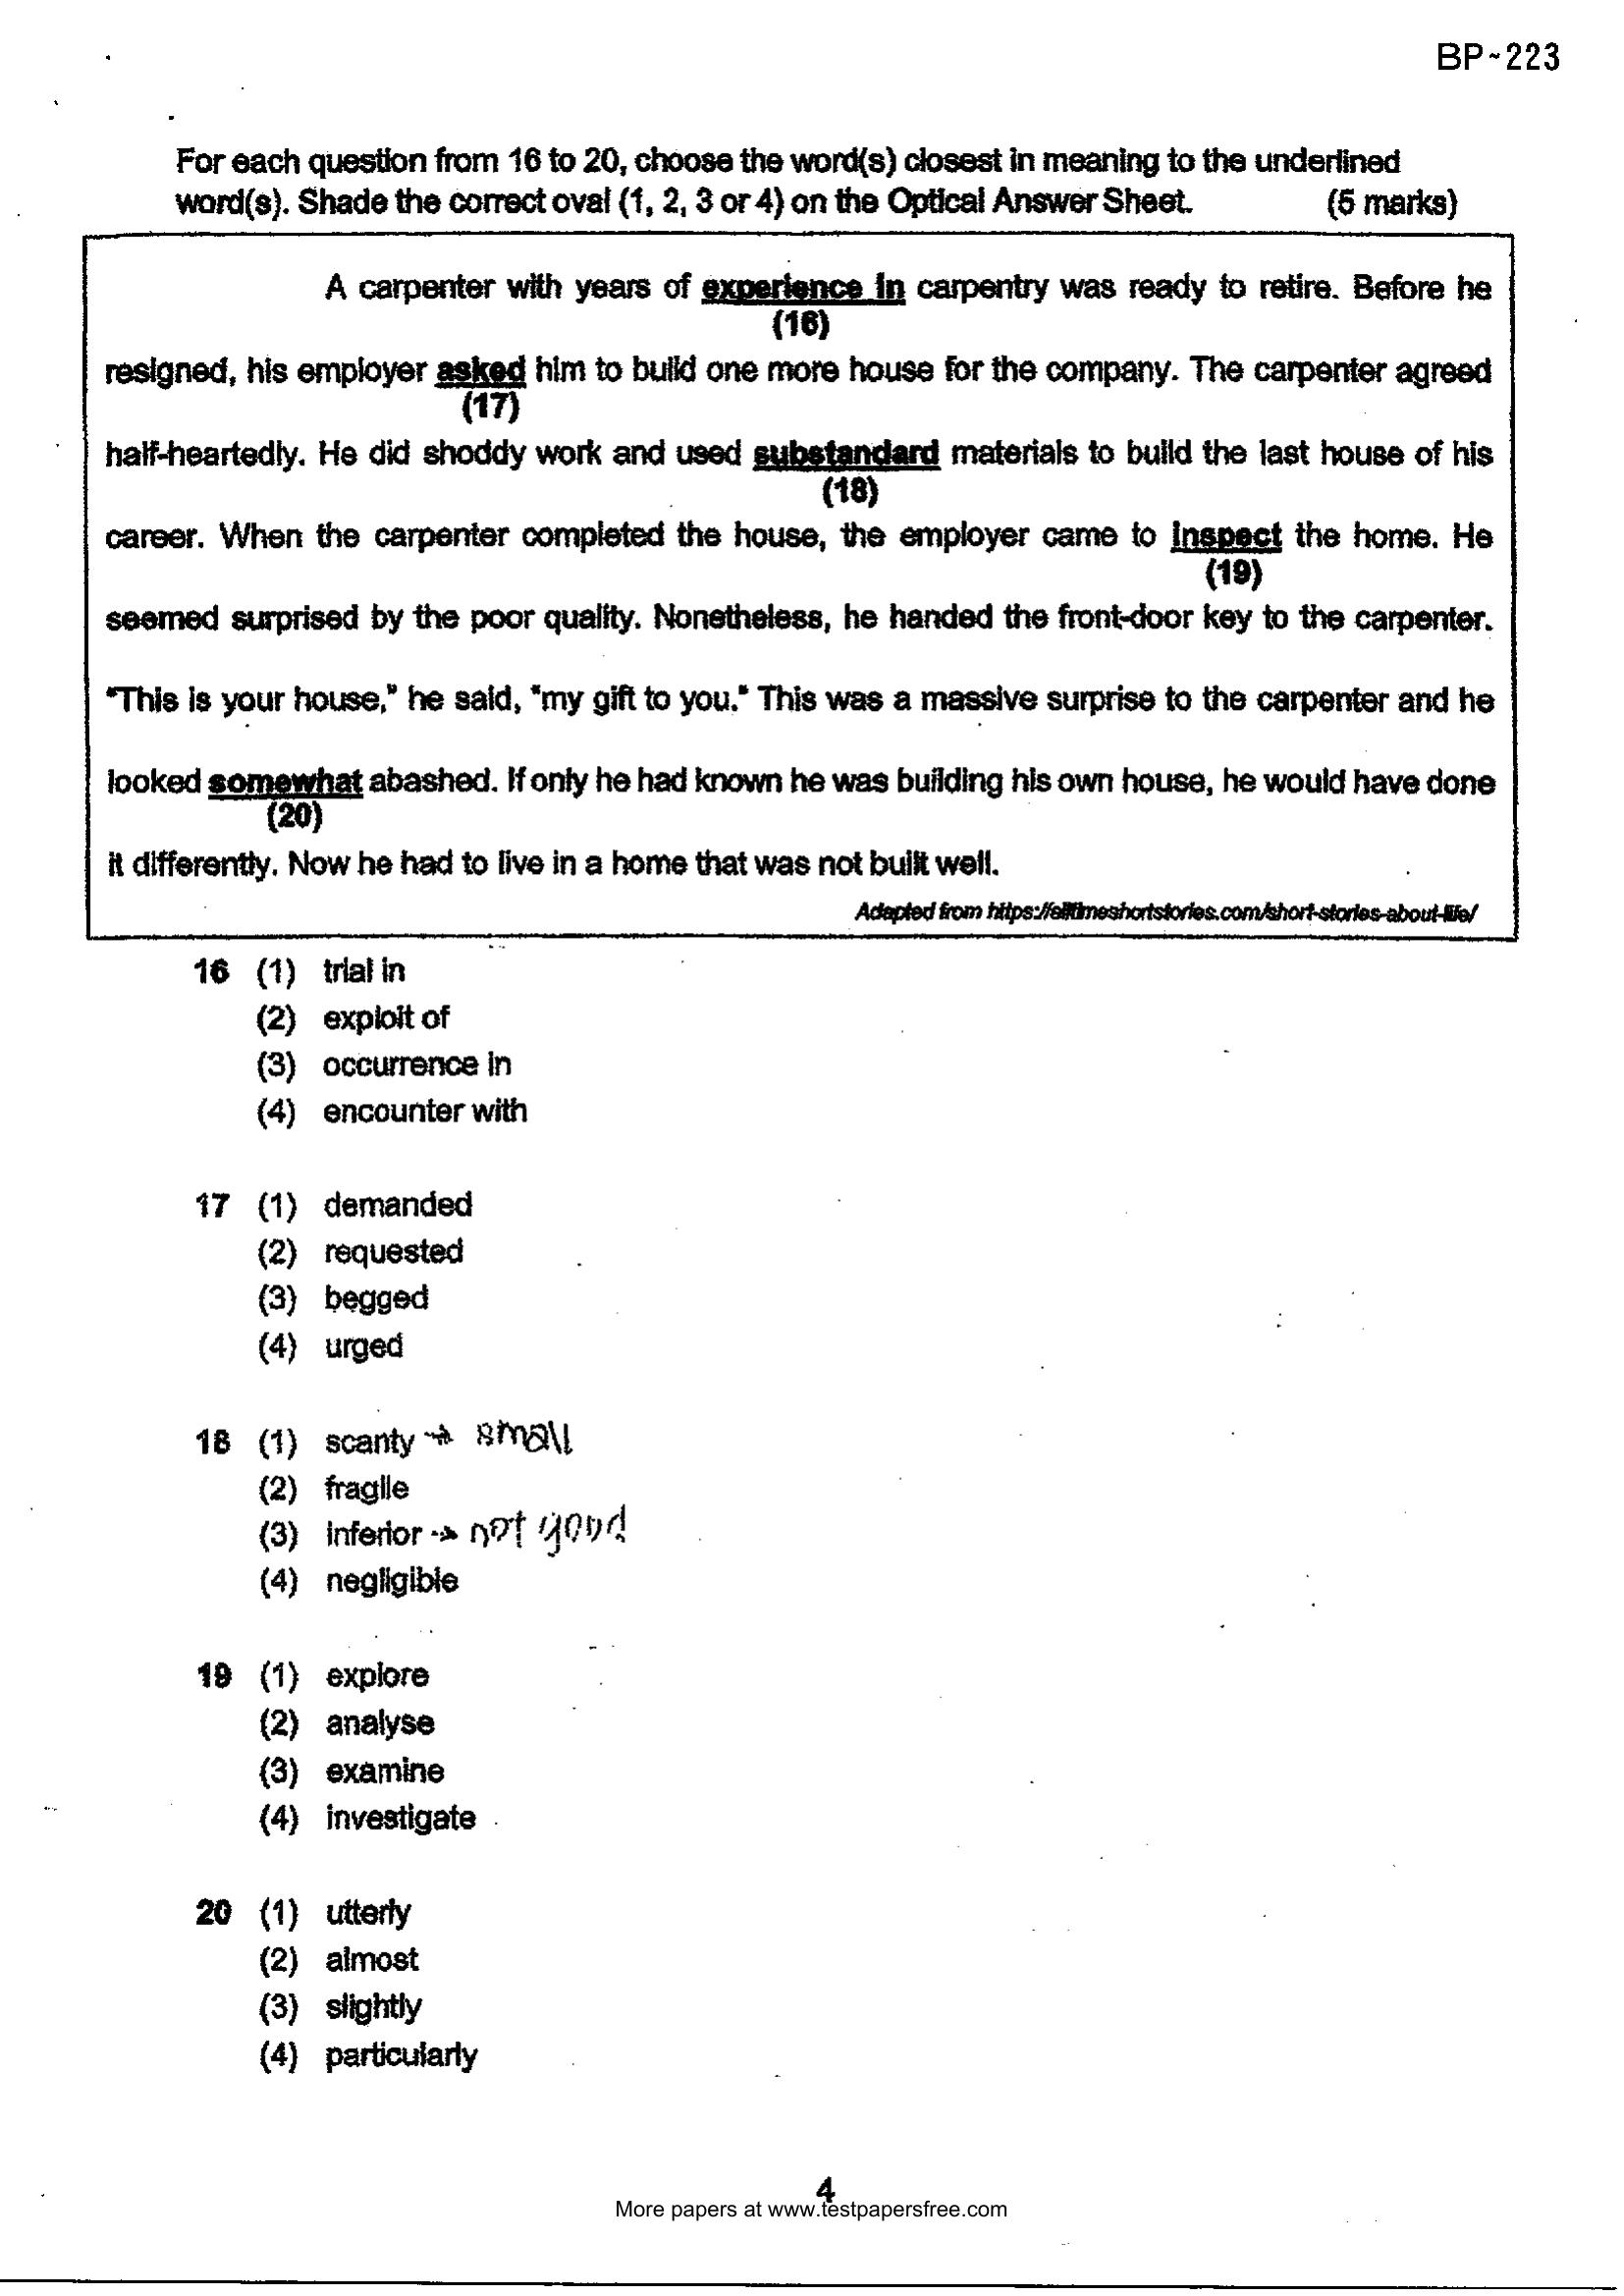 BP~223
For each question from 16 to 20, choose the word(s) closest in meaning to the underlined
word(s). Shade the correct oval (1, 2, 3 or 4) on the Optical Answer Sheet. (5 marks)
A carpenter with years of experience in carpentry was ready to retire. Before he
(16)
resigned, his employer asked him to build one more house for the company. The carpenter agreed
(17)
half-heartedly. He did shoddy work and used substandard materials to build the last house of his
(18)
career. When the carpenter completed the house, the employer came to inspect the home. He
(19)
seemed surprised by the poor quality. Nonetheless, he handed the front-door key to the carpenter.
"This is your house," he said, "my gift to you." This was a massive surprise to the carpenter and he
looked somewhat abashed. If only he had known he was building his own house, he would have done
(20)
it differently. Now he had to live in a home that was not built well.
Adapted from https://alltimeshortstories.com/short-stories-about-life/
16 (1) trial in
(2) exploit of
(3) occurrence in
(4) encounter with
17 (1) demanded
(2) requested
(3) begged
(4) urged
18 (1) scanty → small
(2) fragile
(3) inferior → not good
(4) negligible
19 (1) explore
(2) analyse
(3) examine
(4) investigate
20 (1) utterly
(2) almost
(3) slightly
(4) particularly
4
More papers at www.testpapersfree.com